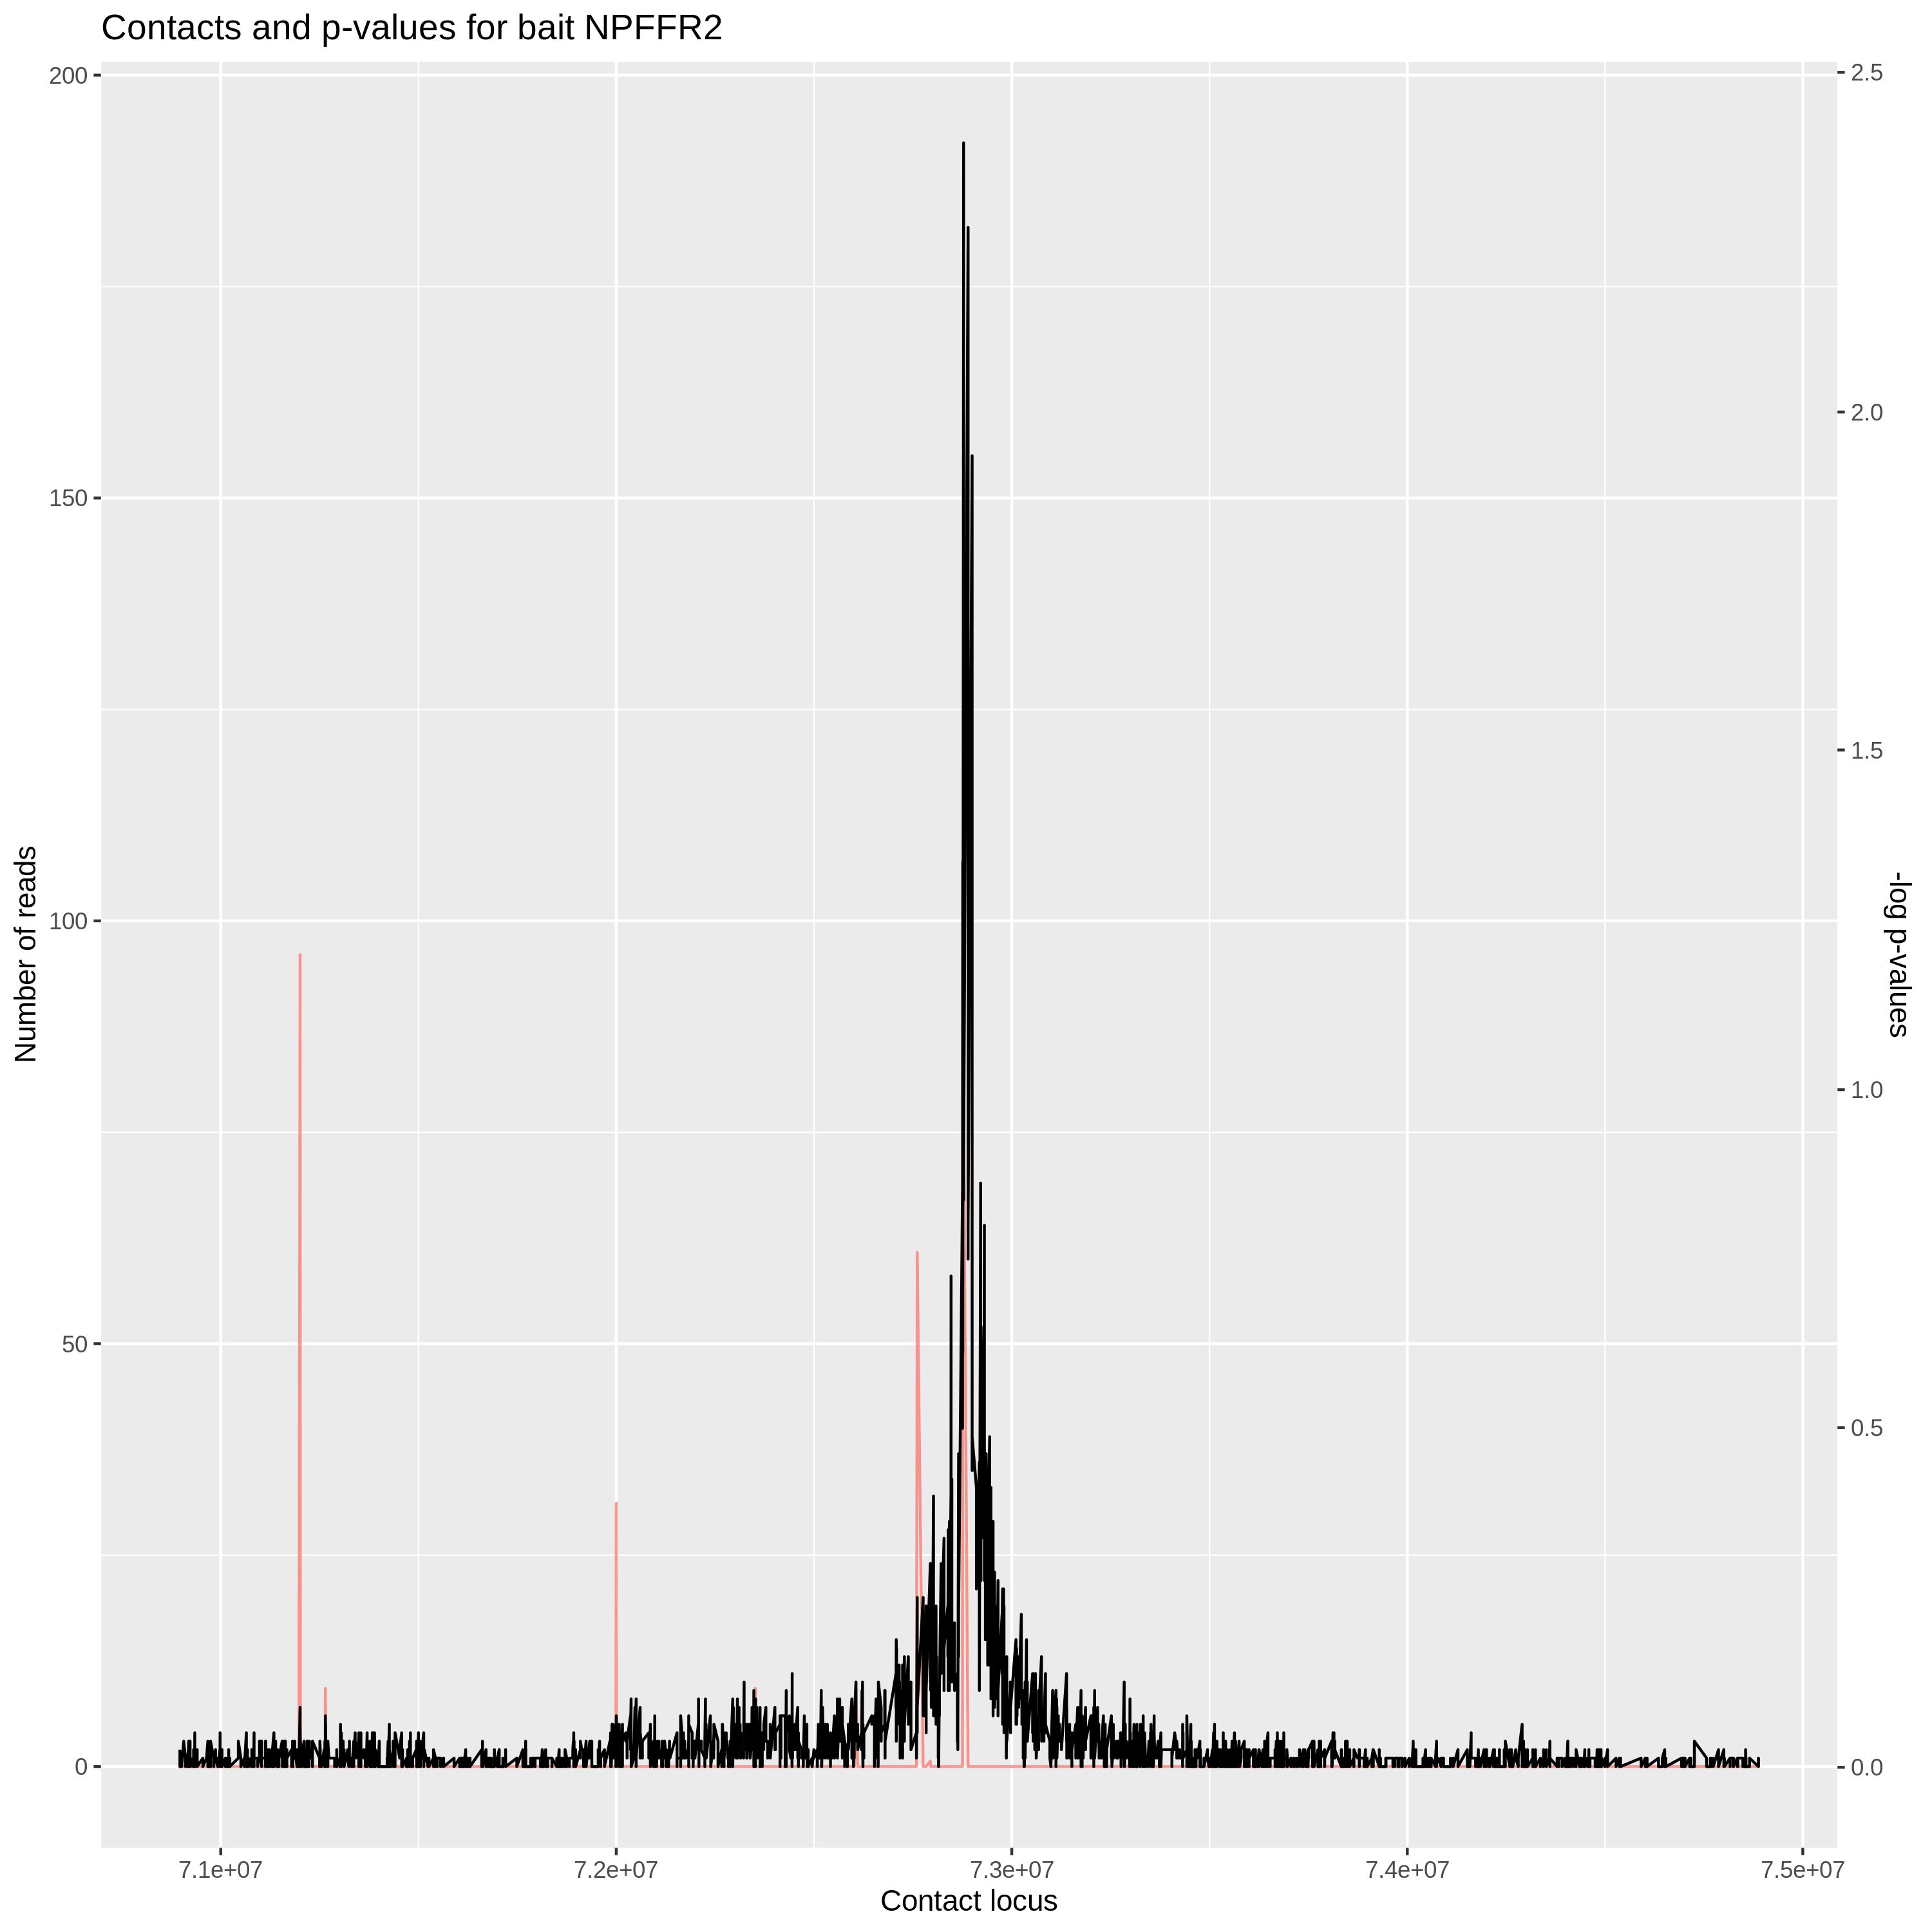 Contacts and p-values for bait NPFFR2
200
150
100
50
0
Number of reads
2.5
2.0
1.5
1.0
0.5
0.0
-log p-values
7.1e+07
7.2e+07
7.3e+07
7.4e+07
7.5e+07
Contact locus